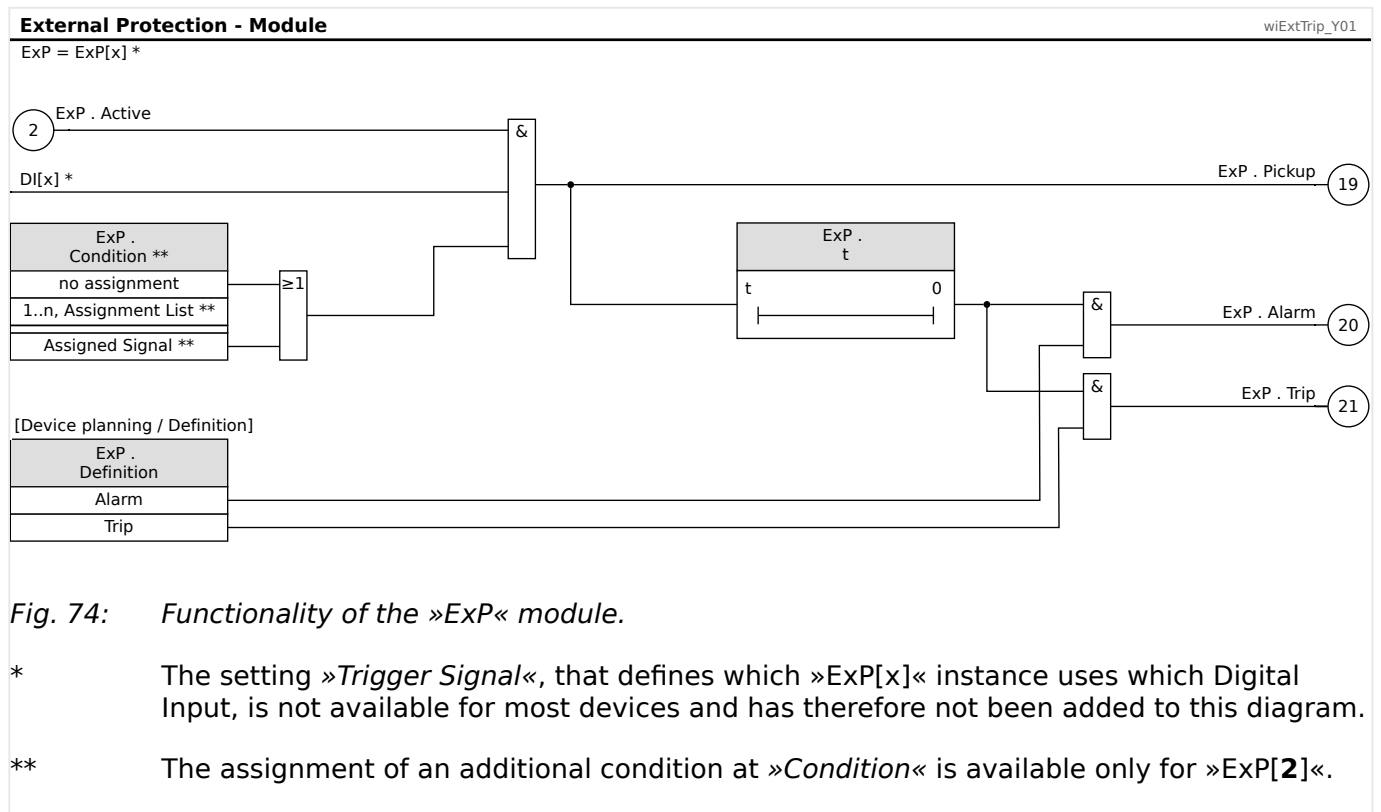 External Protection - Module
wiExtTrip_Y01
ExP = ExP[x] *
2
ExP . Active
&
DI[x] *
ExP . Pickup
19
ExP .
Condition **
no assignment
1..n, Assignment List **
Assigned Signal **
≥1
ExP .
t
t
0
&
ExP . Alarm
20
&
ExP . Trip
21
[Device planning / Definition]
ExP .
Definition
Alarm
Trip
Fig. 74: Functionality of the »ExP« module.
* The setting »Trigger Signal«, that defines which »ExP[x]« instance uses which Digital
Input, is not available for most devices and has therefore not been added to this diagram.
** The assignment of an additional condition at »Condition« is available only for »ExP[2]«.